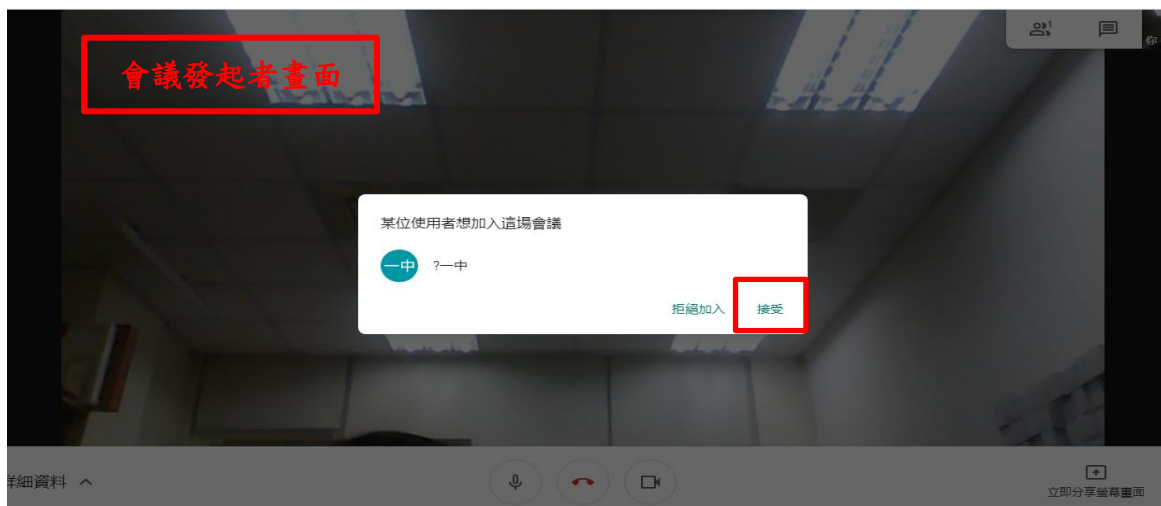 會議發起者畫面
1
你
某位使用者想加入這場會議
一中
?一中
拒絕加入
接受
詳細資料
立即分享螢幕畫面